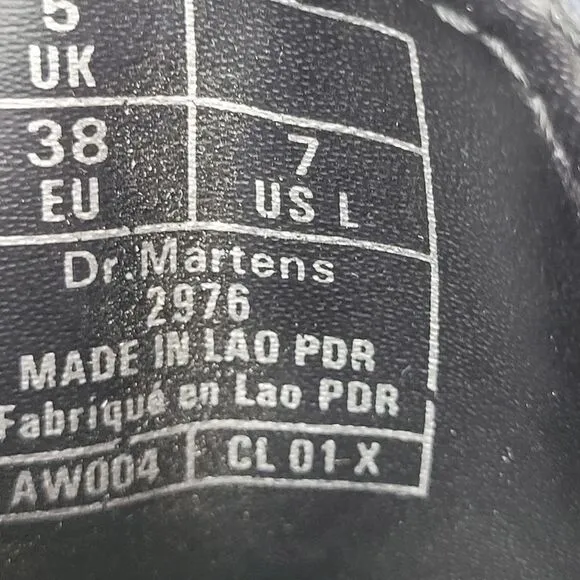 5
UK
38
EU
7
US L
Dr.Martens
2976
MADE IN LAO PDR
Fabriqué en Lao PDR
AW004
CL 01 X